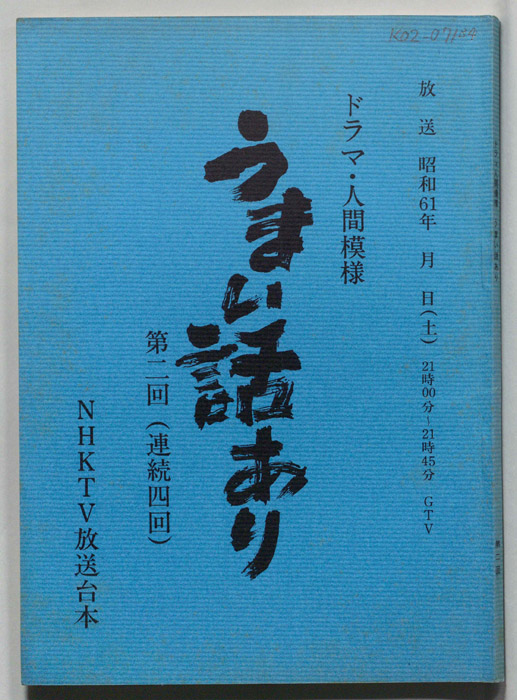 K02-07184
放送 昭和61年 月 日(土) 21時00分~21時45分 GTV
ドラマ・人間模様
うまい話あり
第二回(連続四回)
NHKTV放送台本